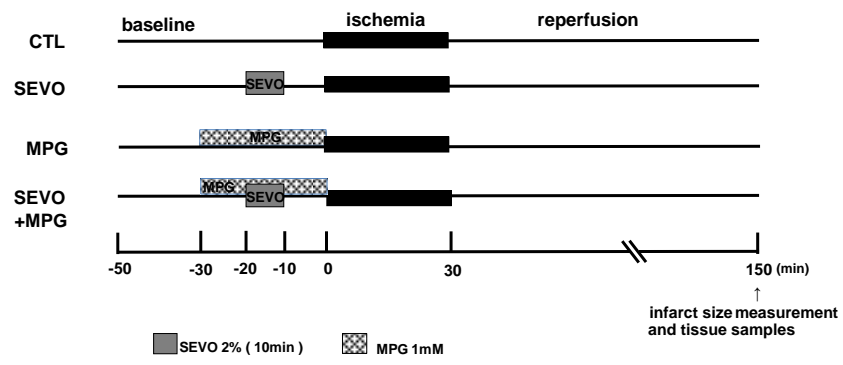 baseline
ischemia
reperfusion
CTL
SEVO
SEVO
MPG
MPG
SEVO
+MPG
MPG
SEVO
-50
-30
-20
-10
0
30
150 (min)
↑
infarct size measurement
and tissue samples
SEVO 2% ( 10min )
MPG 1mM